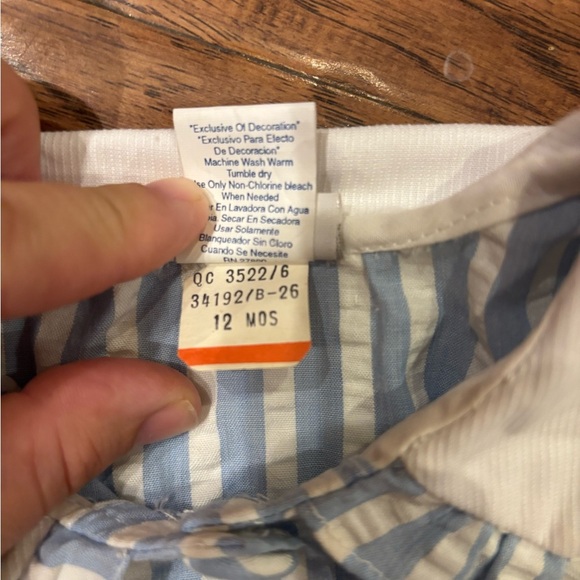 "Exclusive Of Decoration"
"Exclusivo Para Efecto
De Decoracion"
Machine Wash Warm
Tumble dry
Use Only Non-Chlorine bleach
When Needed
En Lavadora Con Agua
Secar En Secadora
Usar Solamente
Blanqueador Sin Cloro
Cuando Se Necesite
RN
QC 3522/6
34192/B-26
12 MOS